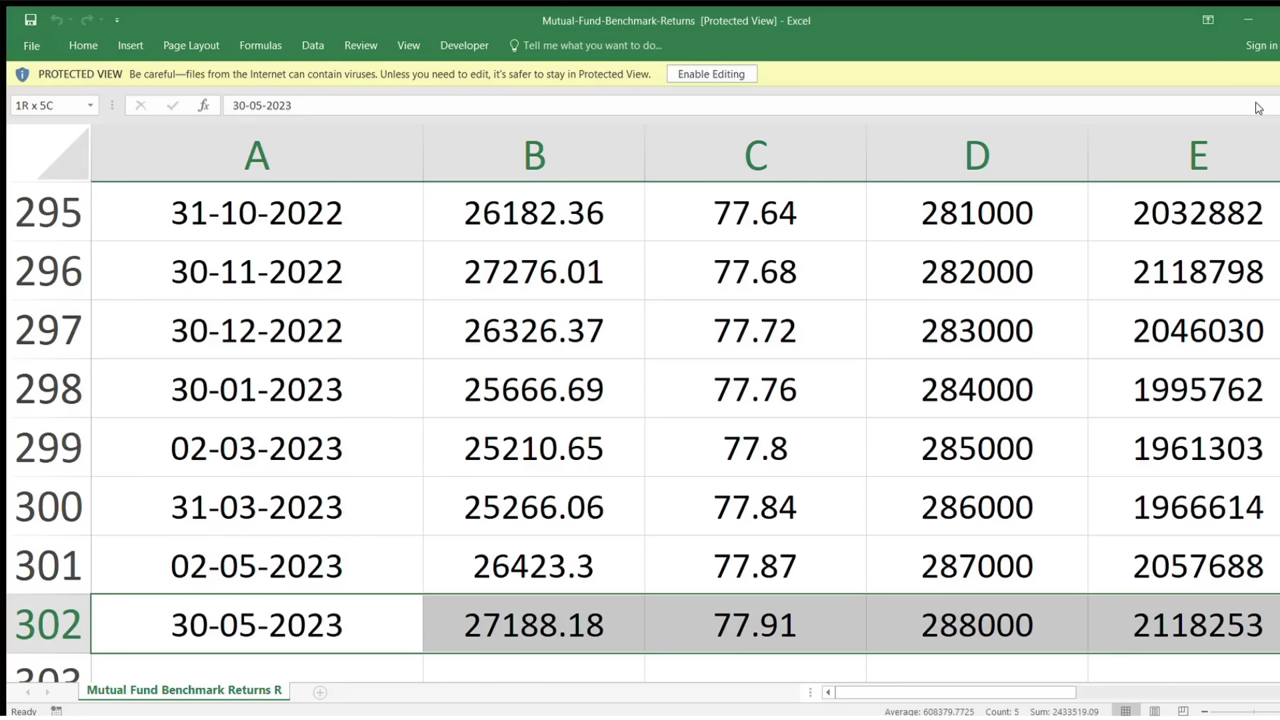 Mutual-Fund-Benchmark-Returns [Protected View] - Excel
File Home Insert Page Layout Formulas Data Review View Developer Tell me what you want to do... Sign in
PROTECTED VIEW Be careful—files from the Internet can contain viruses. Unless you need to edit, it's safer to stay in Protected View. Enable Editing
1R x 5C fx 30-05-2023
A B C D E
295 31-10-2022 26182.36 77.64 281000 2032882
296 30-11-2022 27276.01 77.68 282000 2118798
297 30-12-2022 26326.37 77.72 283000 2046030
298 30-01-2023 25666.69 77.76 284000 1995762
299 02-03-2023 25210.65 77.8 285000 1961303
300 31-03-2023 25266.06 77.84 286000 1966614
301 02-05-2023 26423.3 77.87 287000 2057688
302 30-05-2023 27188.18 77.91 288000 2118253
303
Mutual Fund Benchmark Returns R
Ready Average: 608379.7725 Count: 5 Sum: 2433519.09